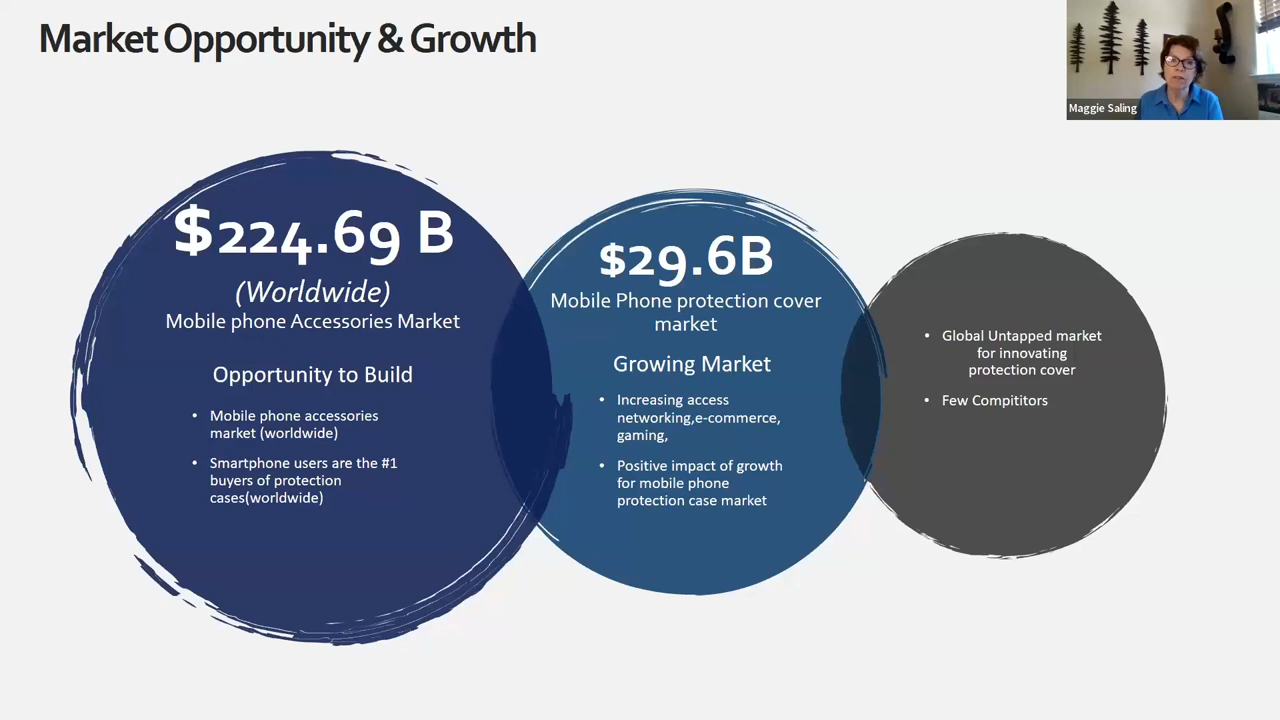 Market Opportunity & Growth
Maggie Saling
$224.69 B
(Worldwide)
Mobile phone Accessories Market
Opportunity to Build
• Mobile phone accessories
market (worldwide)
• Smartphone users are the #1
buyers of protection
cases(worldwide)
$29.6B
Mobile Phone protection cover
market
Growing Market
• Increasing access
networking,e-commerce,
gaming,
• Positive impact of growth
for mobile phone
protection case market
• Global Untapped market
for innovating
protection cover
• Few Compititors